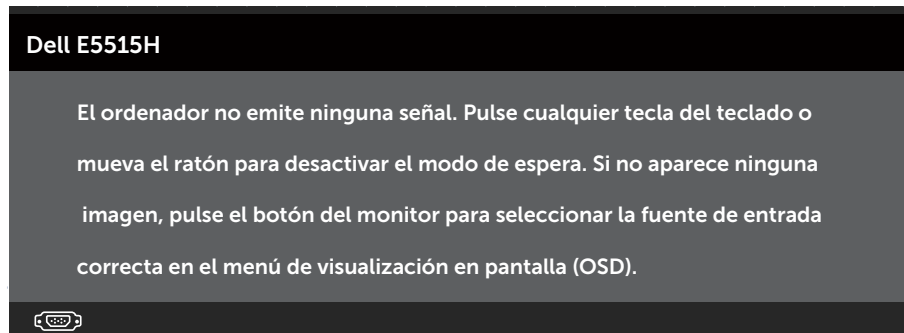 Dell E5515H
El ordenador no emite ninguna señal. Pulse cualquier tecla del teclado o
mueva el ratón para desactivar el modo de espera. Si no aparece ninguna
imagen, pulse el botón del monitor para seleccionar la fuente de entrada
correcta en el menú de visualización en pantalla (OSD).